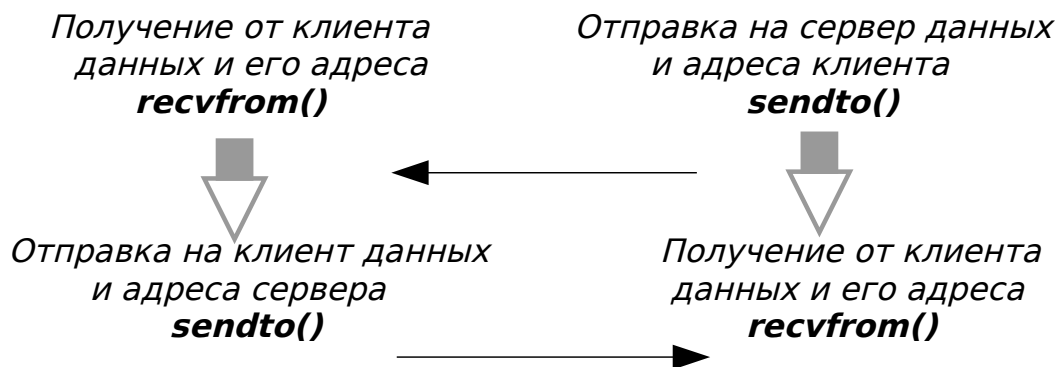 Получение от клиента
данных и его адреса
recvfrom()
Отправка на сервер данных
и адреса клиента
sendto()
Отправка на клиент данных
и адреса сервера
sendto()
Получение от клиента
данных и его адреса
recvfrom()